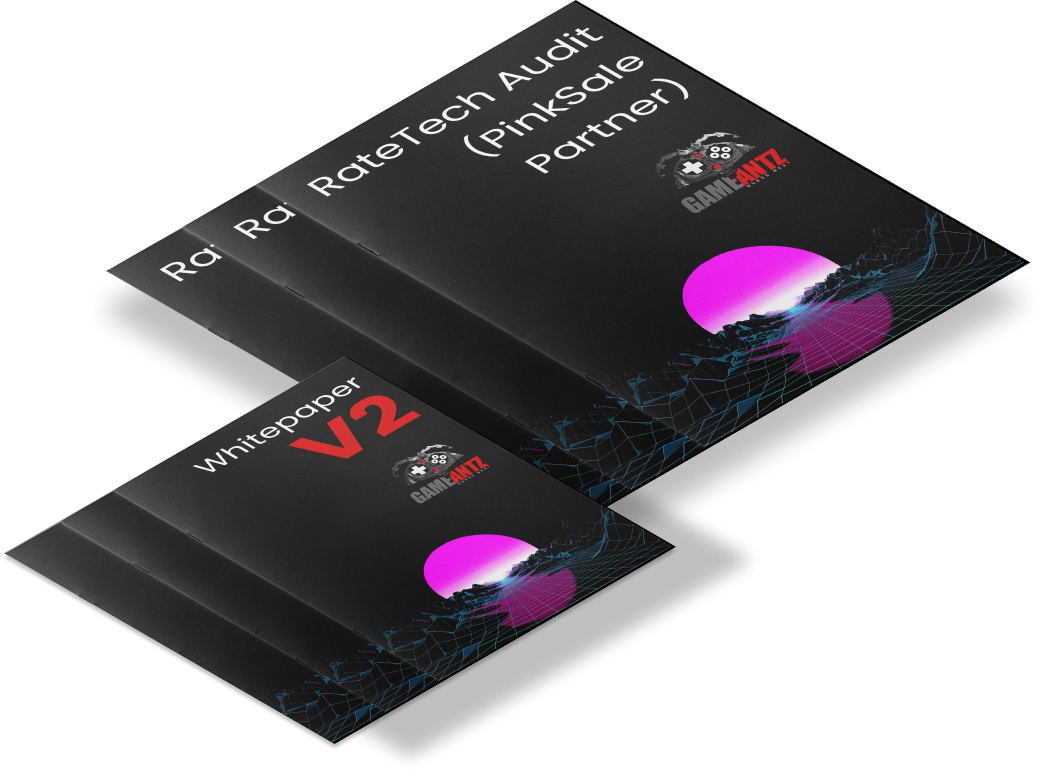 RateTech Audit
(PinkSale
Partner)
GAMEANTZ
Ra
Ra
Whitepaper
V2
GAMEANTZ